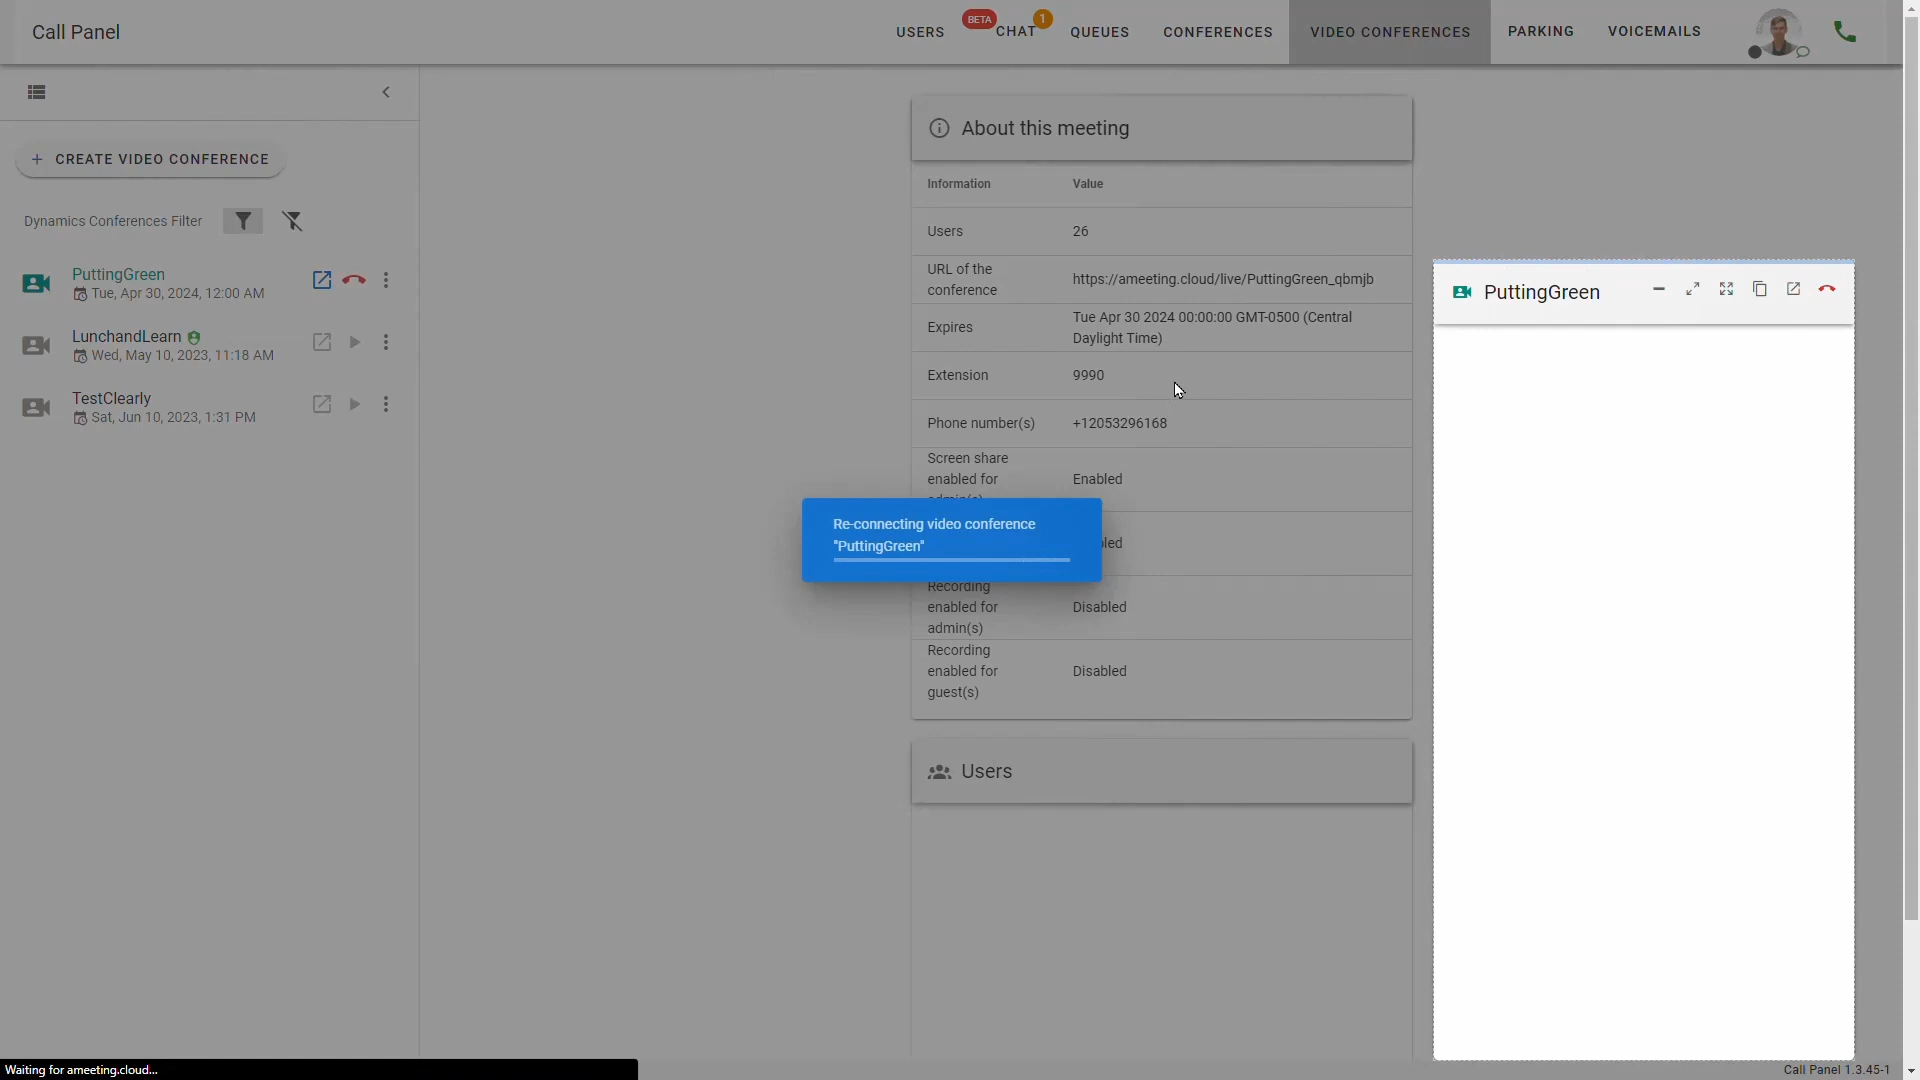 Call Panel
USERS
BETA
CHAT
1
QUEUES
CONFERENCES
VIDEO CONFERENCES
PARKING
VOICEMAILS
+ CREATE VIDEO CONFERENCE
Dynamics Conferences Filter
PuttingGreen
Tue, Apr 30, 2024, 12:00 AM
LunchandLearn
Wed, May 10, 2023, 11:18 AM
TestClearly
Sat, Jun 10, 2023, 1:31 PM
About this meeting
Information Value
Users 26
URL of the
conference
https://ameeting.cloud/live/PuttingGreen_qbmjb
Expires
Tue Apr 30 2024 00:00:00 GMT-0500 (Central
Daylight Time)
Extension 9990
Phone number(s) +12053296168
Screen share
enabled for
Enabled
Re-connecting video conference
"PuttingGreen"
Recording
enabled for
admin(s)
Disabled
Recording
enabled for
guest(s)
Disabled
Users
PuttingGreen
Waiting for ameeting.cloud...
Call Panel 1.3.45-1